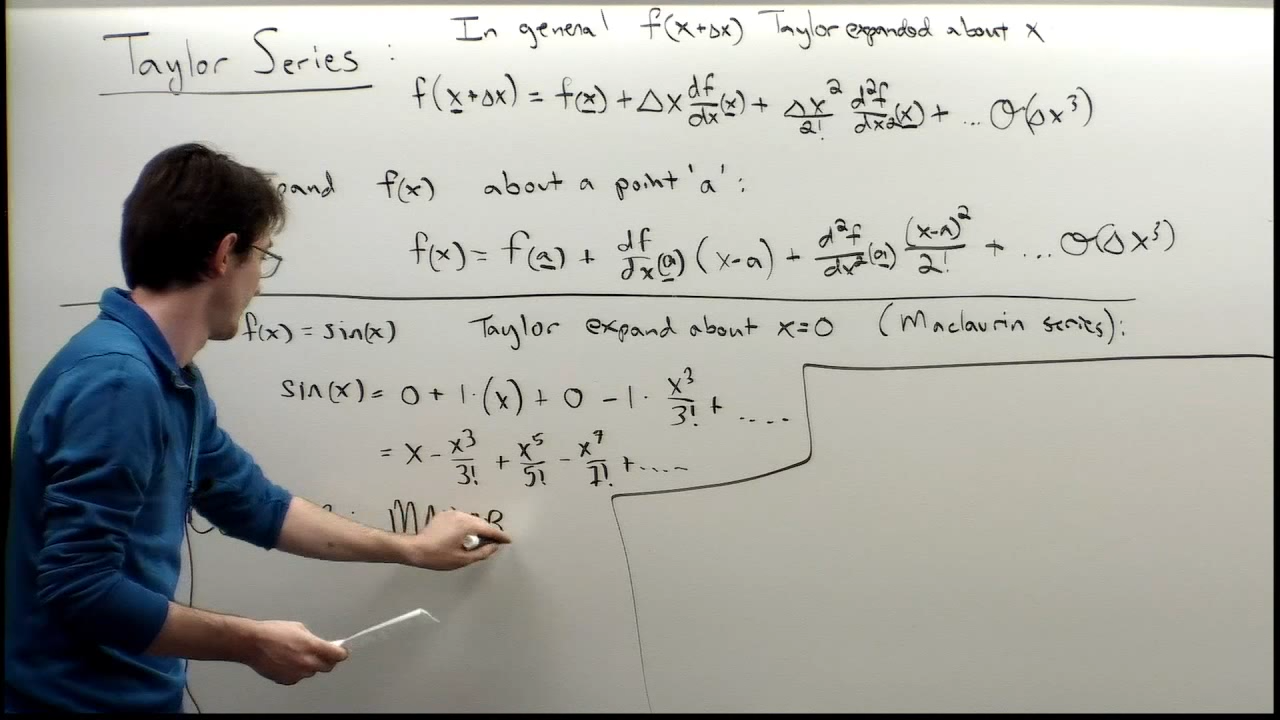 Taylor Series :
In general f(x+Δx) Taylor expanded about x
f(x+Δx) = f(x) + Δx df/dx(x) + Δx²/2! d²f/dx²(x) + ... O(Δx³)
f(x) about a point 'a' :
f(x) = f(a) + df/dx(a) (x-a) + d²f/dx²(a) (x-a)²/2! + ... O(Δx³)
f(x) = sin(x) Taylor expand about x=0 (Maclaurin series):
sin(x) = 0 + 1·(x) + 0 - 1· x³/3! + ....
= x - x³/3! + x⁵/5! - x⁷/7! + ....